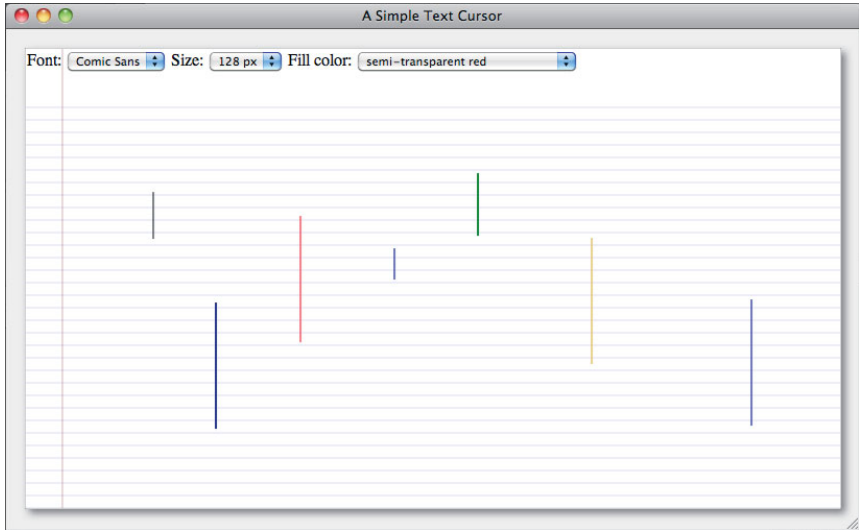 A Simple Text Cursor
Font: Comic Sans Size: 128 px Fill color: semi-transparent red